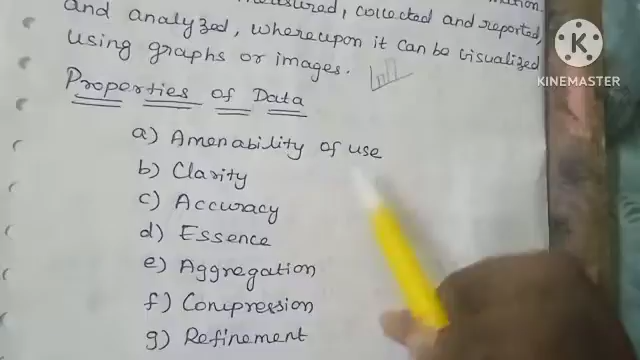 measured, collected and reported,
and analyzed, whereupon it can be visualized
using graphs or images.
Properties of Data
a) Amenability of use
b) Clarity
c) Accuracy
d) Essence
e) Aggregation
f) Compression
g) Refinement
KINEMASTER